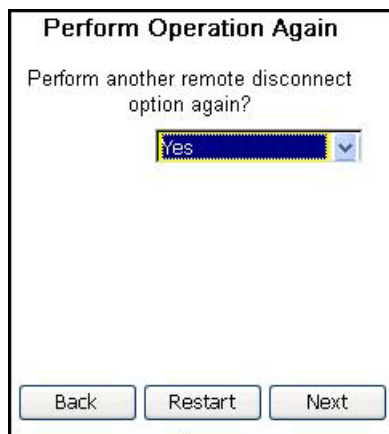 Perform Operation Again
Perform another remote disconnect
option again?
Yes
Back Restart Next